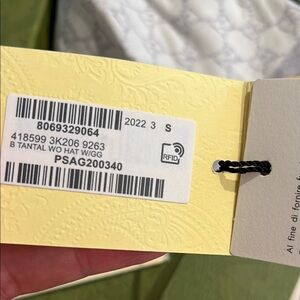 8069329064
2022 3 S
418599 3K206 9263
B TANTAL WO HAT W/GG
PSAG200340
RFID
Al fine di fornire